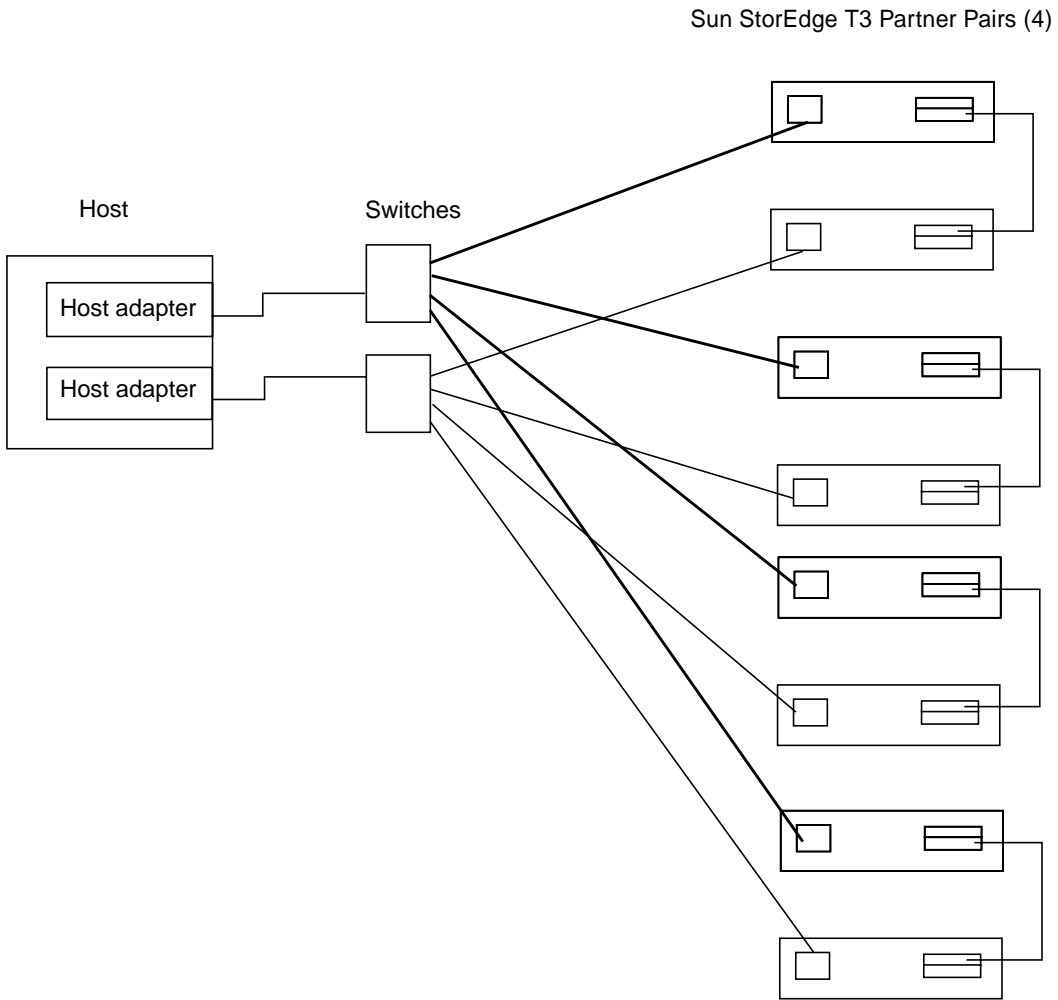 Sun StorEdge T3 Partner Pairs (4)
Host
Switches
Host adapter
Host adapter